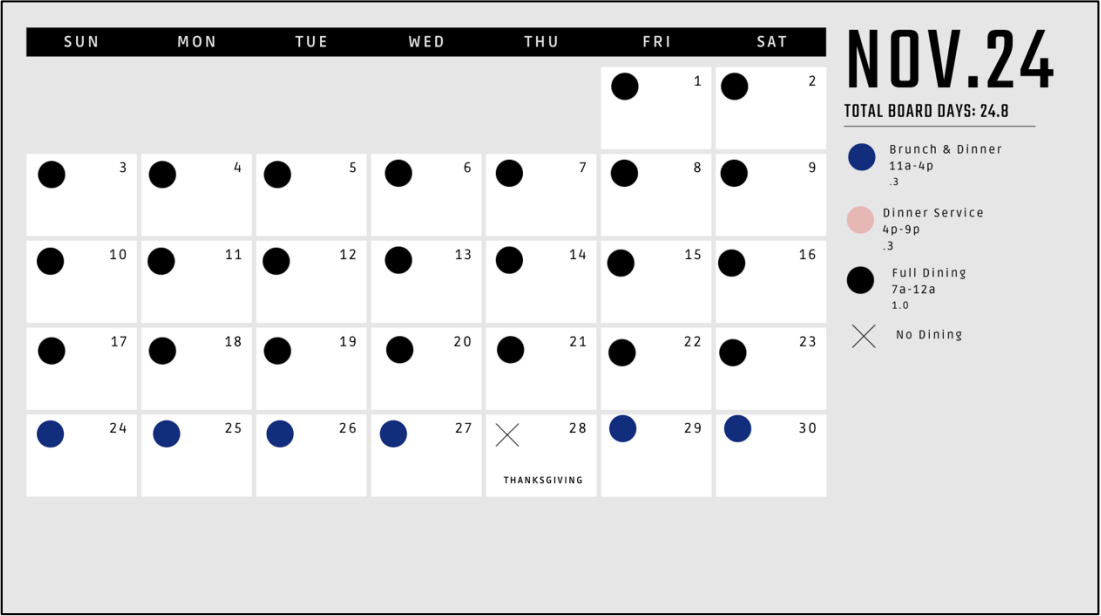 SUN MON TUE WED THU FRI SAT
1 2
3 4 5 6 7 8 9
10 11 12 13 14 15 16
17 18 19 20 21 22 23
24 25 26 27 28 29 30
THANKSGIVING
NOV.24
TOTAL BOARD DAYS: 24.8
Brunch & Dinner
11a-4p
.3
Dinner Service
4p-9p
.3
Full Dining
7a-12a
1.0
No Dining